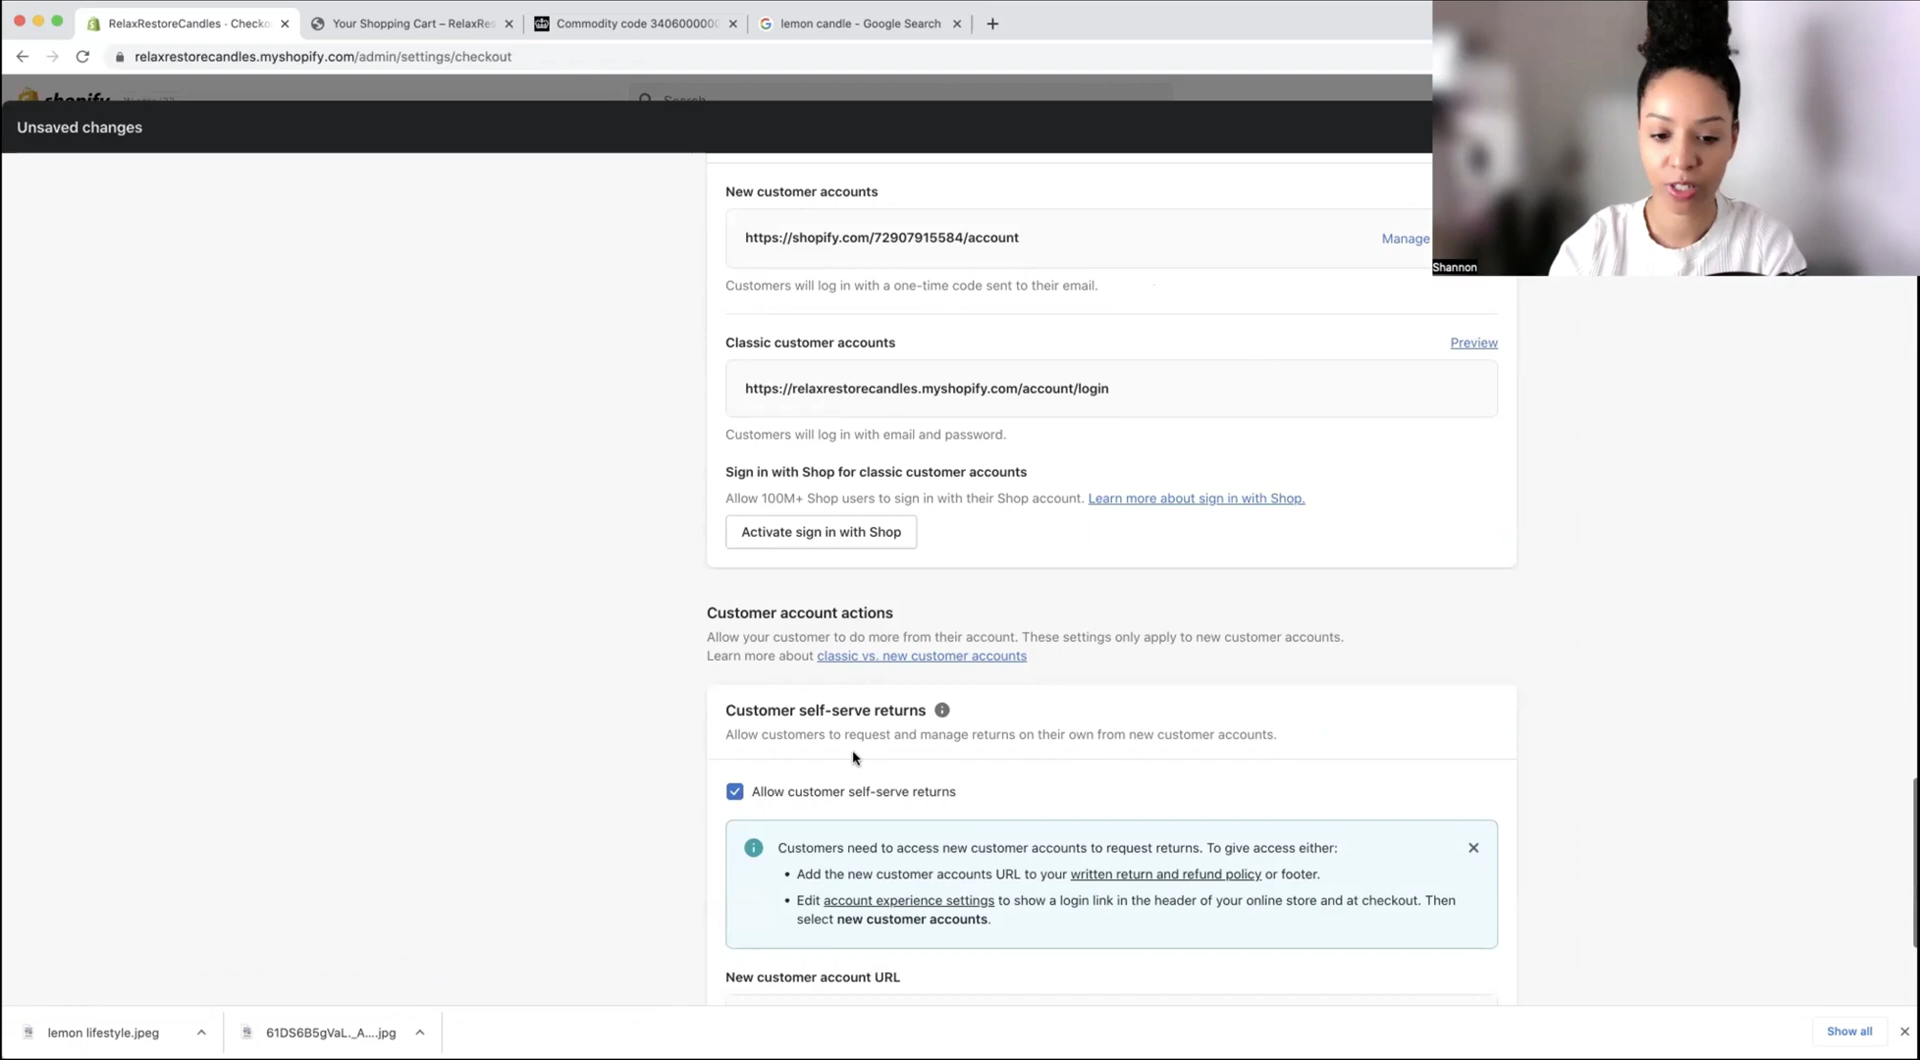 RelaxRestoreCandles · Checko
Your Shopping Cart – RelaxRes
Commodity code 3406000000
lemon candle - Google Search
relaxrestorecandles.myshopify.com/admin/settings/checkout
shopify
Search
Unsaved changes
Shannon
New customer accounts
https://shopify.com/72907915584/account
Manage
Customers will log in with a one-time code sent to their email.
Classic customer accounts
Preview
https://relaxrestorecandles.myshopify.com/account/login
Customers will log in with email and password.
Sign in with Shop for classic customer accounts
Allow 100M+ Shop users to sign in with their Shop account. Learn more about sign in with Shop.
Activate sign in with Shop
Customer account actions
Allow your customer to do more from their account. These settings only apply to new customer accounts.
Learn more about classic vs. new customer accounts
Customer self-serve returns
Allow customers to request and manage returns on their own from new customer accounts.
Allow customer self-serve returns
Customers need to access new customer accounts to request returns. To give access either:
• Add the new customer accounts URL to your written return and refund policy or footer.
• Edit account experience settings to show a login link in the header of your online store and at checkout. Then
select new customer accounts.
New customer account URL
lemon lifestyle.jpeg
61DS6B5gVaL._A....jpg
Show all